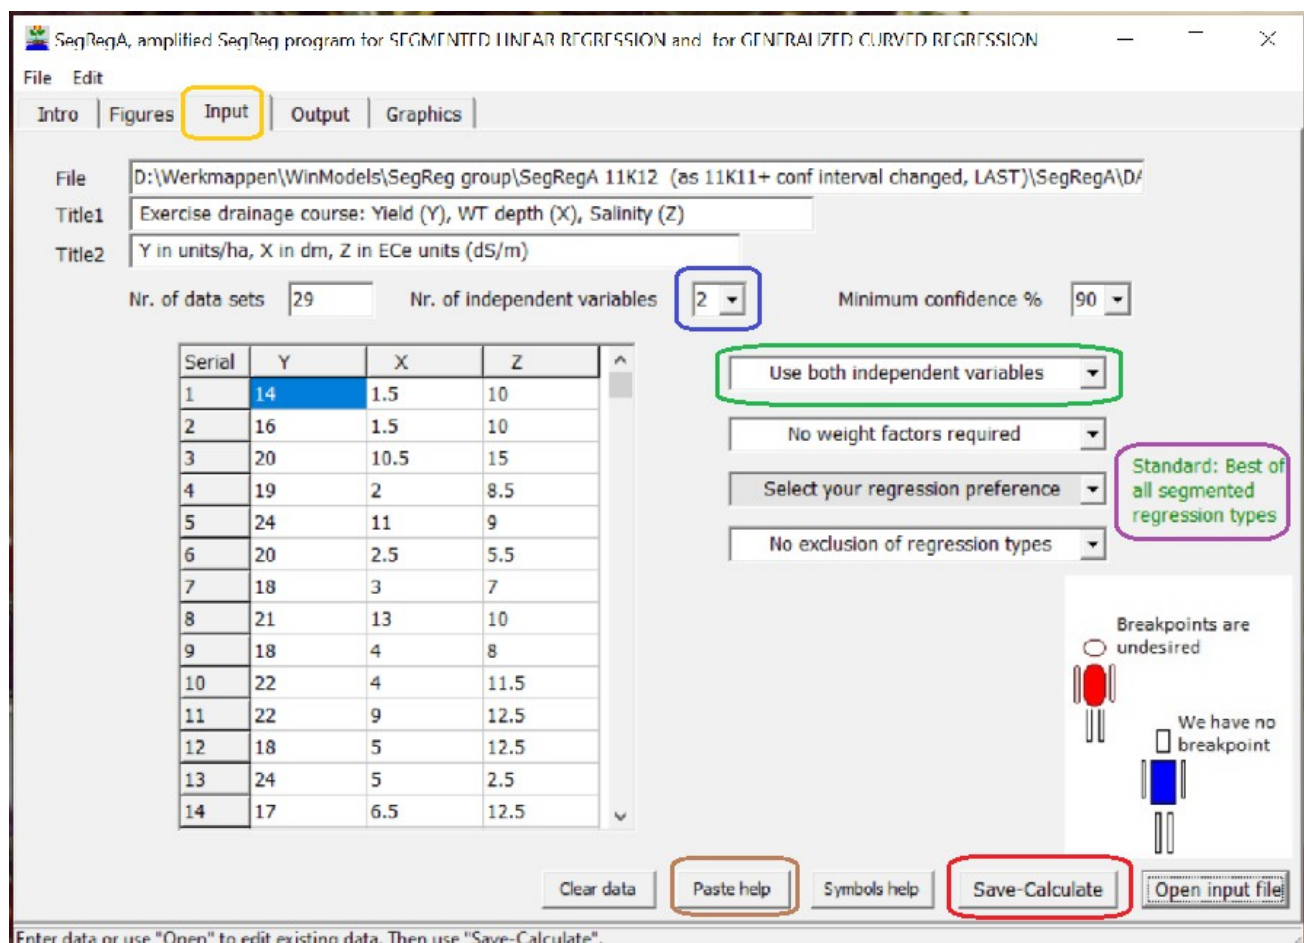 SegRegA, amplified SegReg program for SEGMENTED LINEAR REGRESSION and for GENERALIZED CURVED REGRESSION
File Edit
Intro Figures Input Output Graphics
File D:\Werkmappen\WinModels\SegReg group\SegRegA 11K12 (as 11K11+ conf interval changed, LAST)\SegRegA\DA
Title1 Exercise drainage course: Yield (Y), WT depth (X), Salinity (Z)
Title2 Y in units/ha, X in dm, Z in ECe units (dS/m)
Nr. of data sets 29 Nr. of independent variables 2 Minimum confidence % 90
Serial Y X Z
1 14 1.5 10
2 16 1.5 10
3 20 10.5 15
4 19 2 8.5
5 24 11 9
6 20 2.5 5.5
7 18 3 7
8 21 13 10
9 18 4 8
10 22 4 11.5
11 22 9 12.5
12 18 5 12.5
13 24 5 2.5
14 17 6.5 12.5
Use both independent variables
No weight factors required
Select your regression preference
No exclusion of regression types
Standard: Best of
all segmented
regression types
Breakpoints are
undesired
We have no
breakpoint
Clear data Paste help Symbols help Save-Calculate Open input file
Enter data or use "Open" to edit existing data. Then use "Save-Calculate".